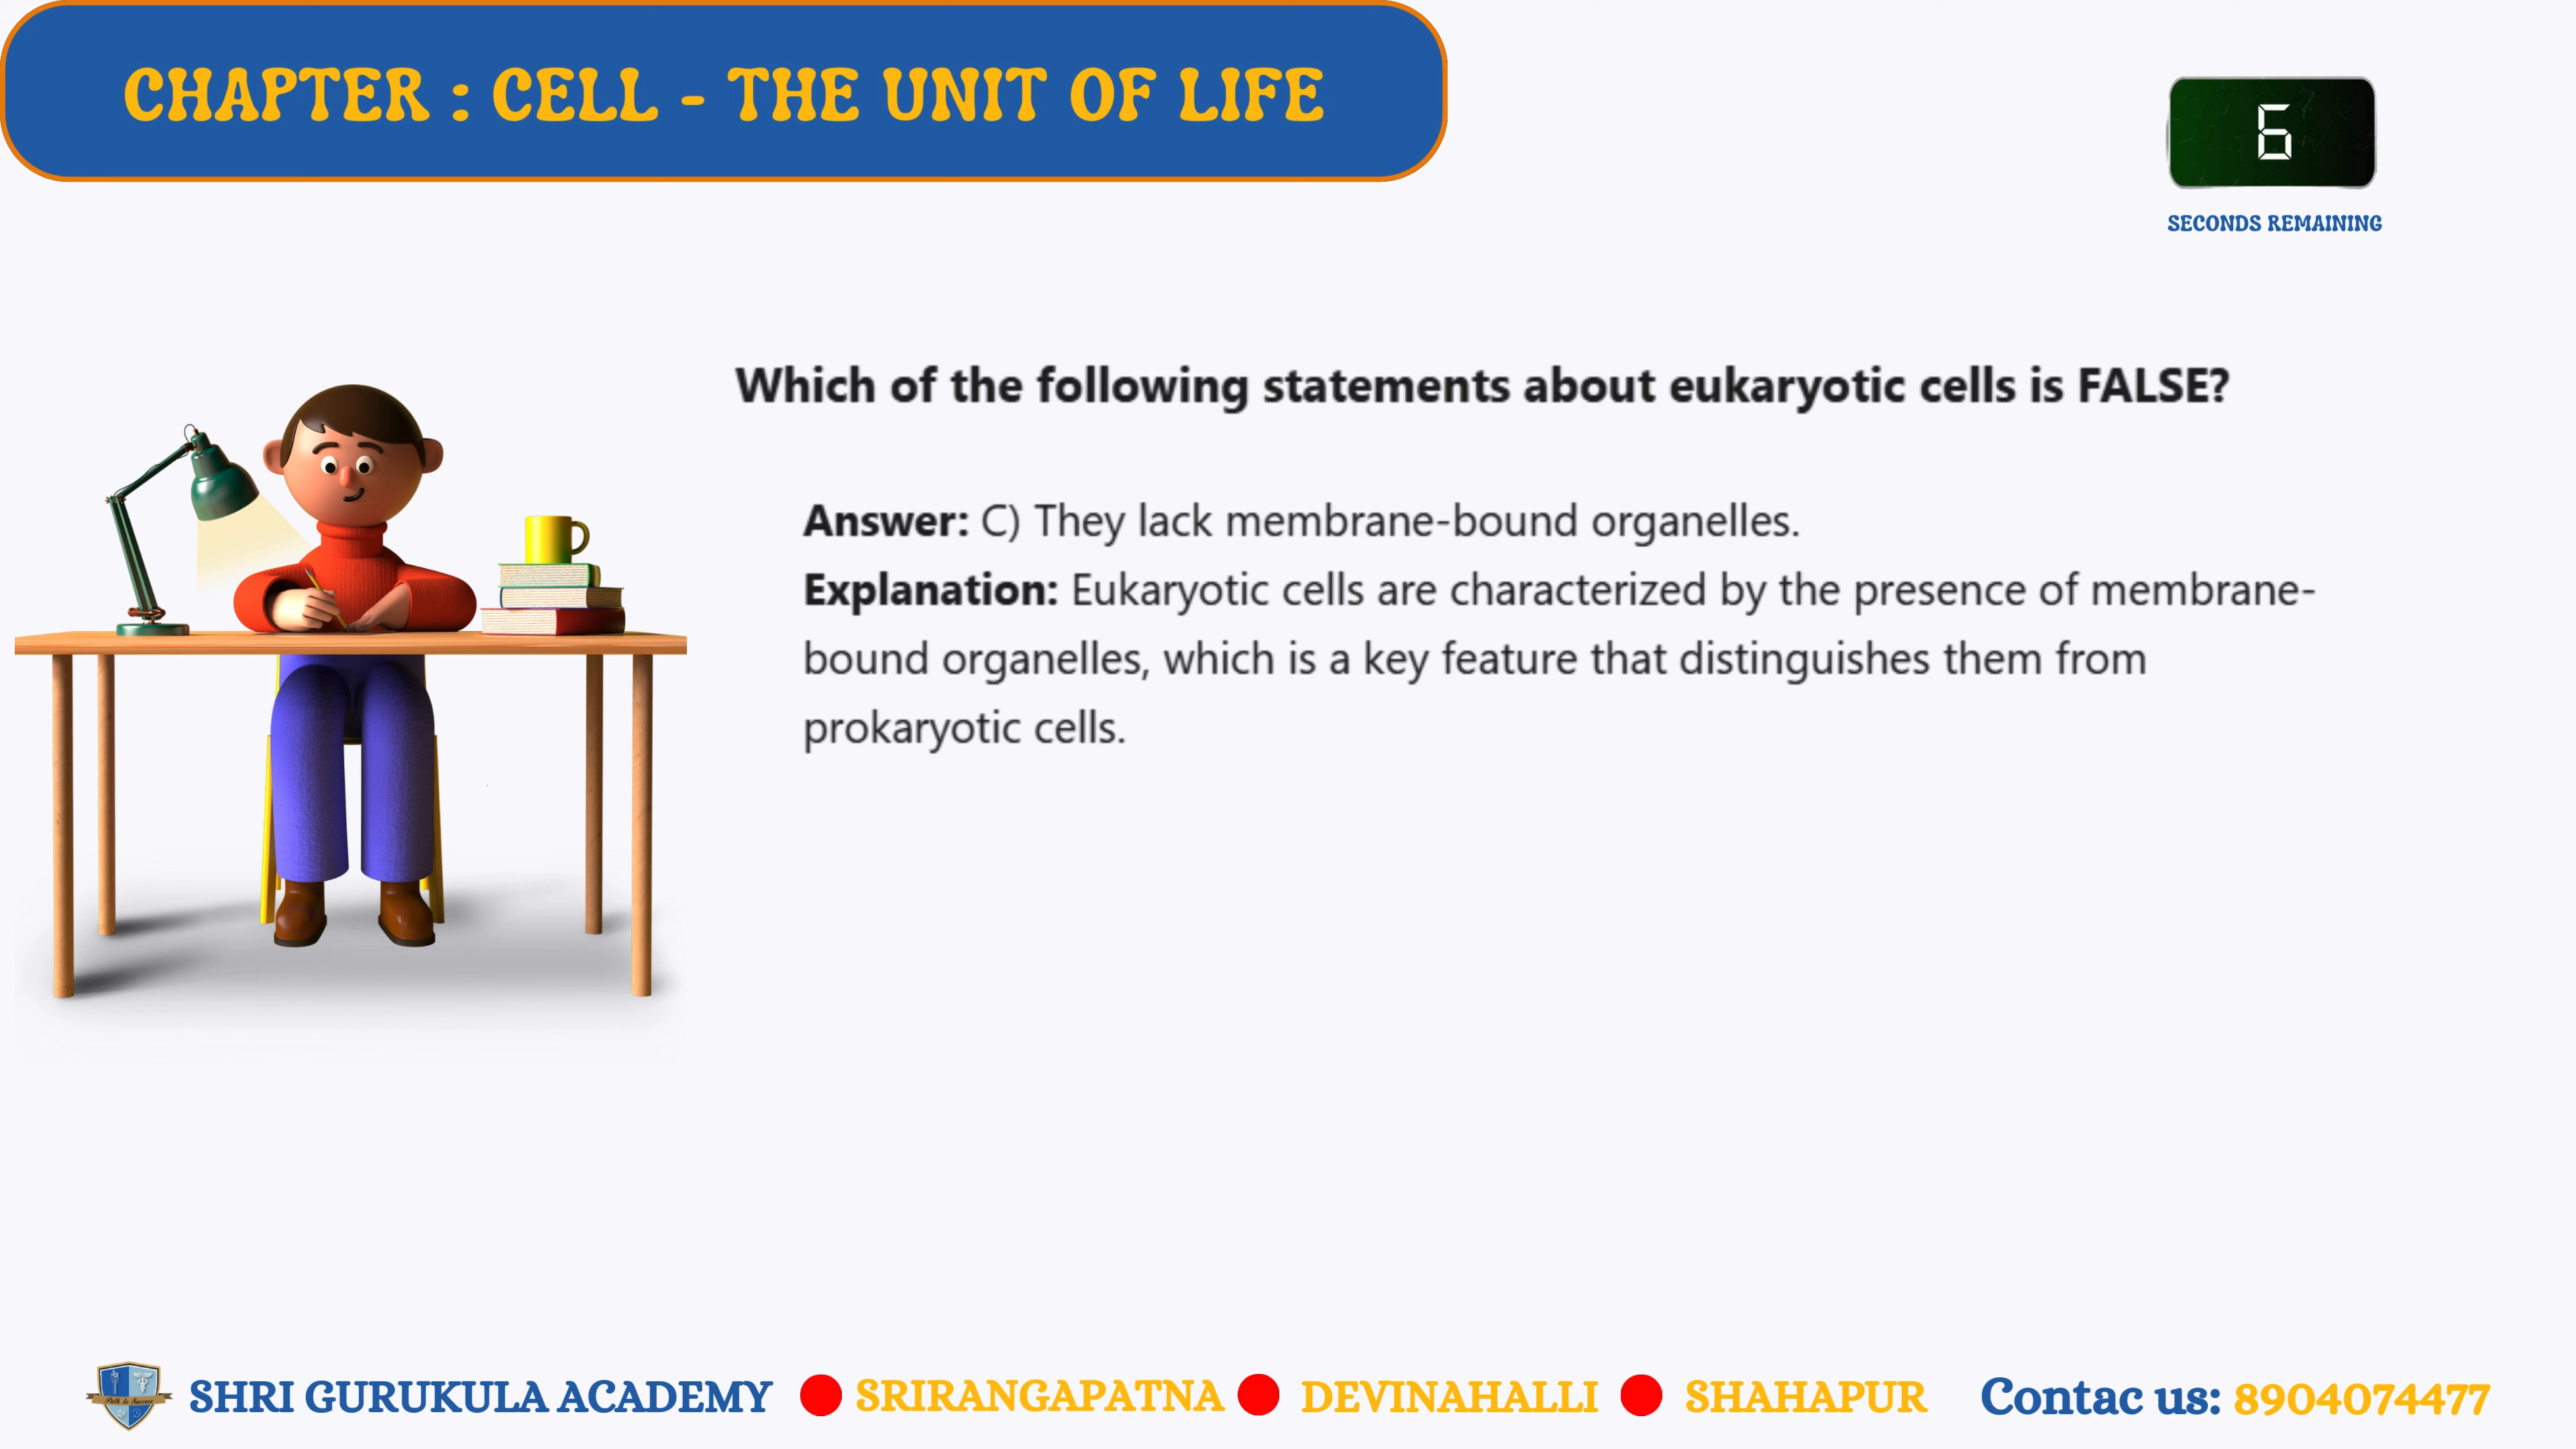 CHAPTER : CELL - THE UNIT OF LIFE
6
SECONDS REMAINING
Which of the following statements about eukaryotic cells is FALSE?
Answer: C) They lack membrane-bound organelles.
Explanation: Eukaryotic cells are characterized by the presence of membrane-
bound organelles, which is a key feature that distinguishes them from
prokaryotic cells.
SHRI GURUKULA ACADEMY SRIRANGAPATNA DEVINAHALLI SHAHAPUR Contac us: 8904074477